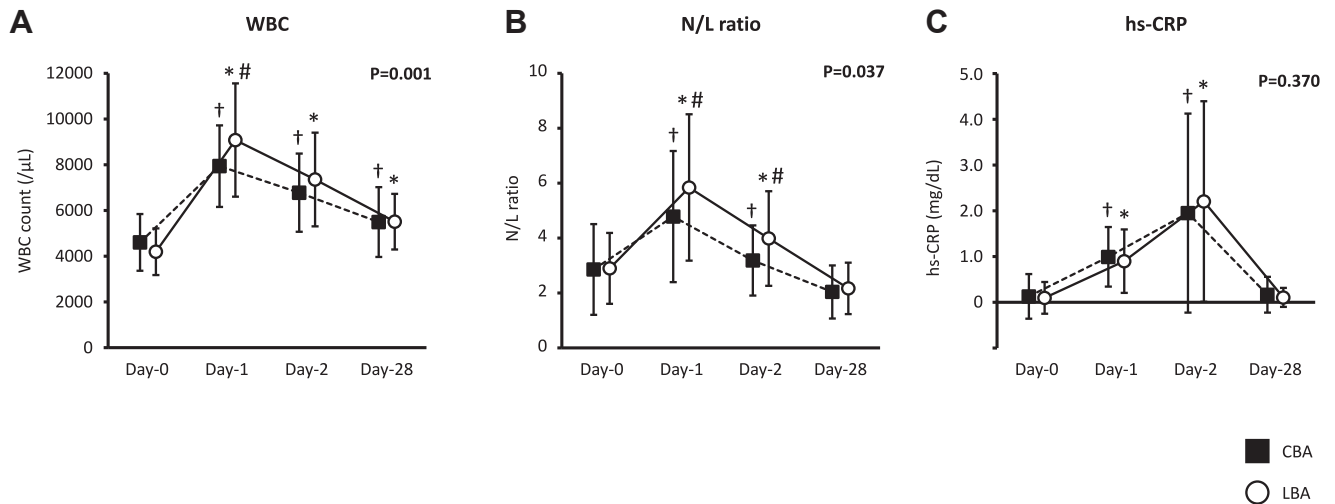 A
WBC
P=0.001
WBC count (/μL)
12000
10000
8000
6000
4000
2000
0
† *# † * † *
Day-0 Day-1 Day-2 Day-28
B
N/L ratio
P=0.037
N/L ratio
10
8
6
4
2
0
† *# † *#
Day-0 Day-1 Day-2 Day-28
C
hs-CRP
P=0.370
hs-CRP (mg/dL)
5.0
4.0
3.0
2.0
1.0
0
† * † *
Day-0 Day-1 Day-2 Day-28
CBA
LBA